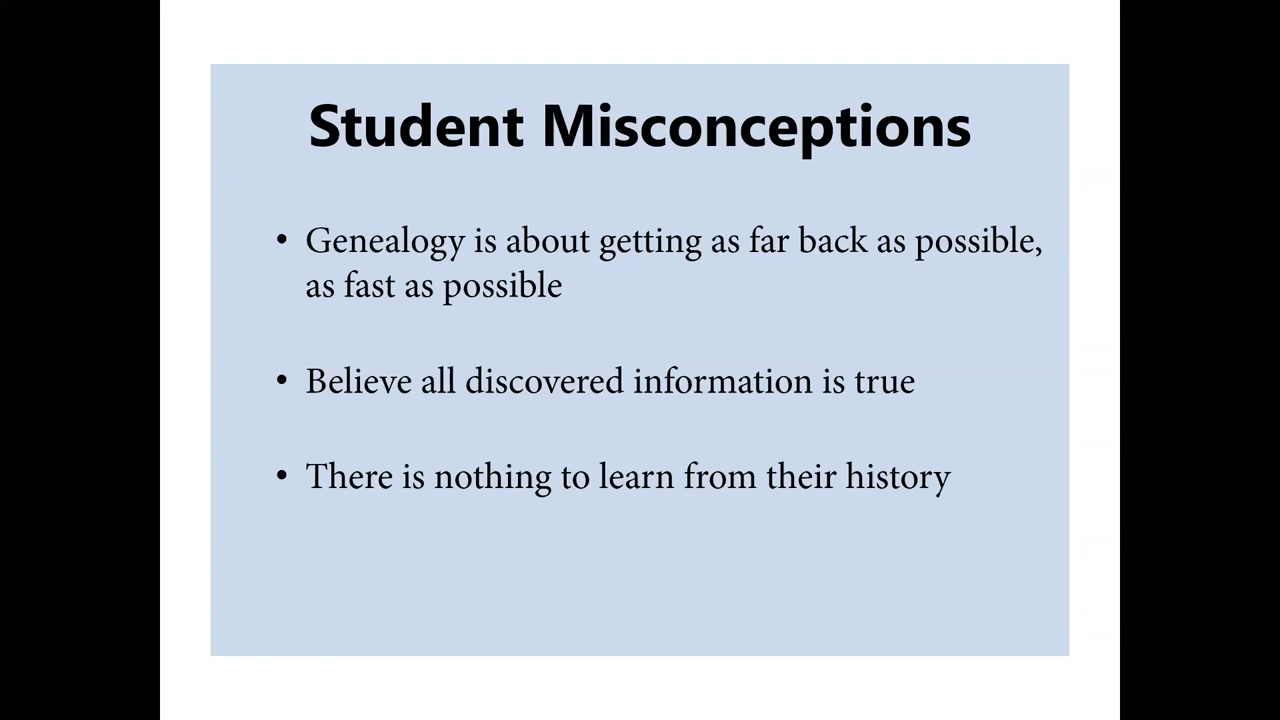 Student Misconceptions
• Genealogy is about getting as far back as possible,
as fast as possible
• Believe all discovered information is true
• There is nothing to learn from their history